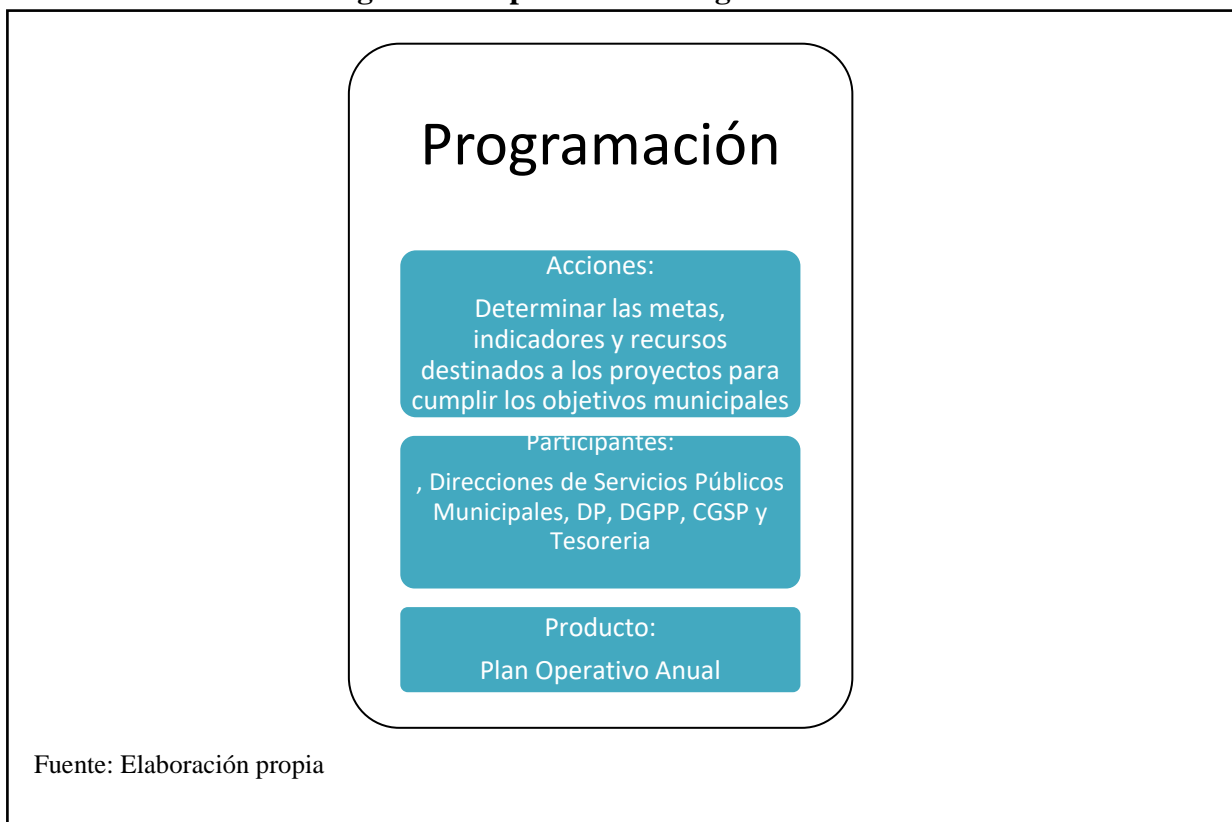 Programación
Acciones:
Determinar las metas,
indicadores y recursos
destinados a los proyectos para
cumplir los objetivos municipales
Participantes:
, Direcciones de Servicios Públicos
Municipales, DP, DGPP, CGSP y
Tesoreria
Producto:
Plan Operativo Anual
Fuente: Elaboración propia